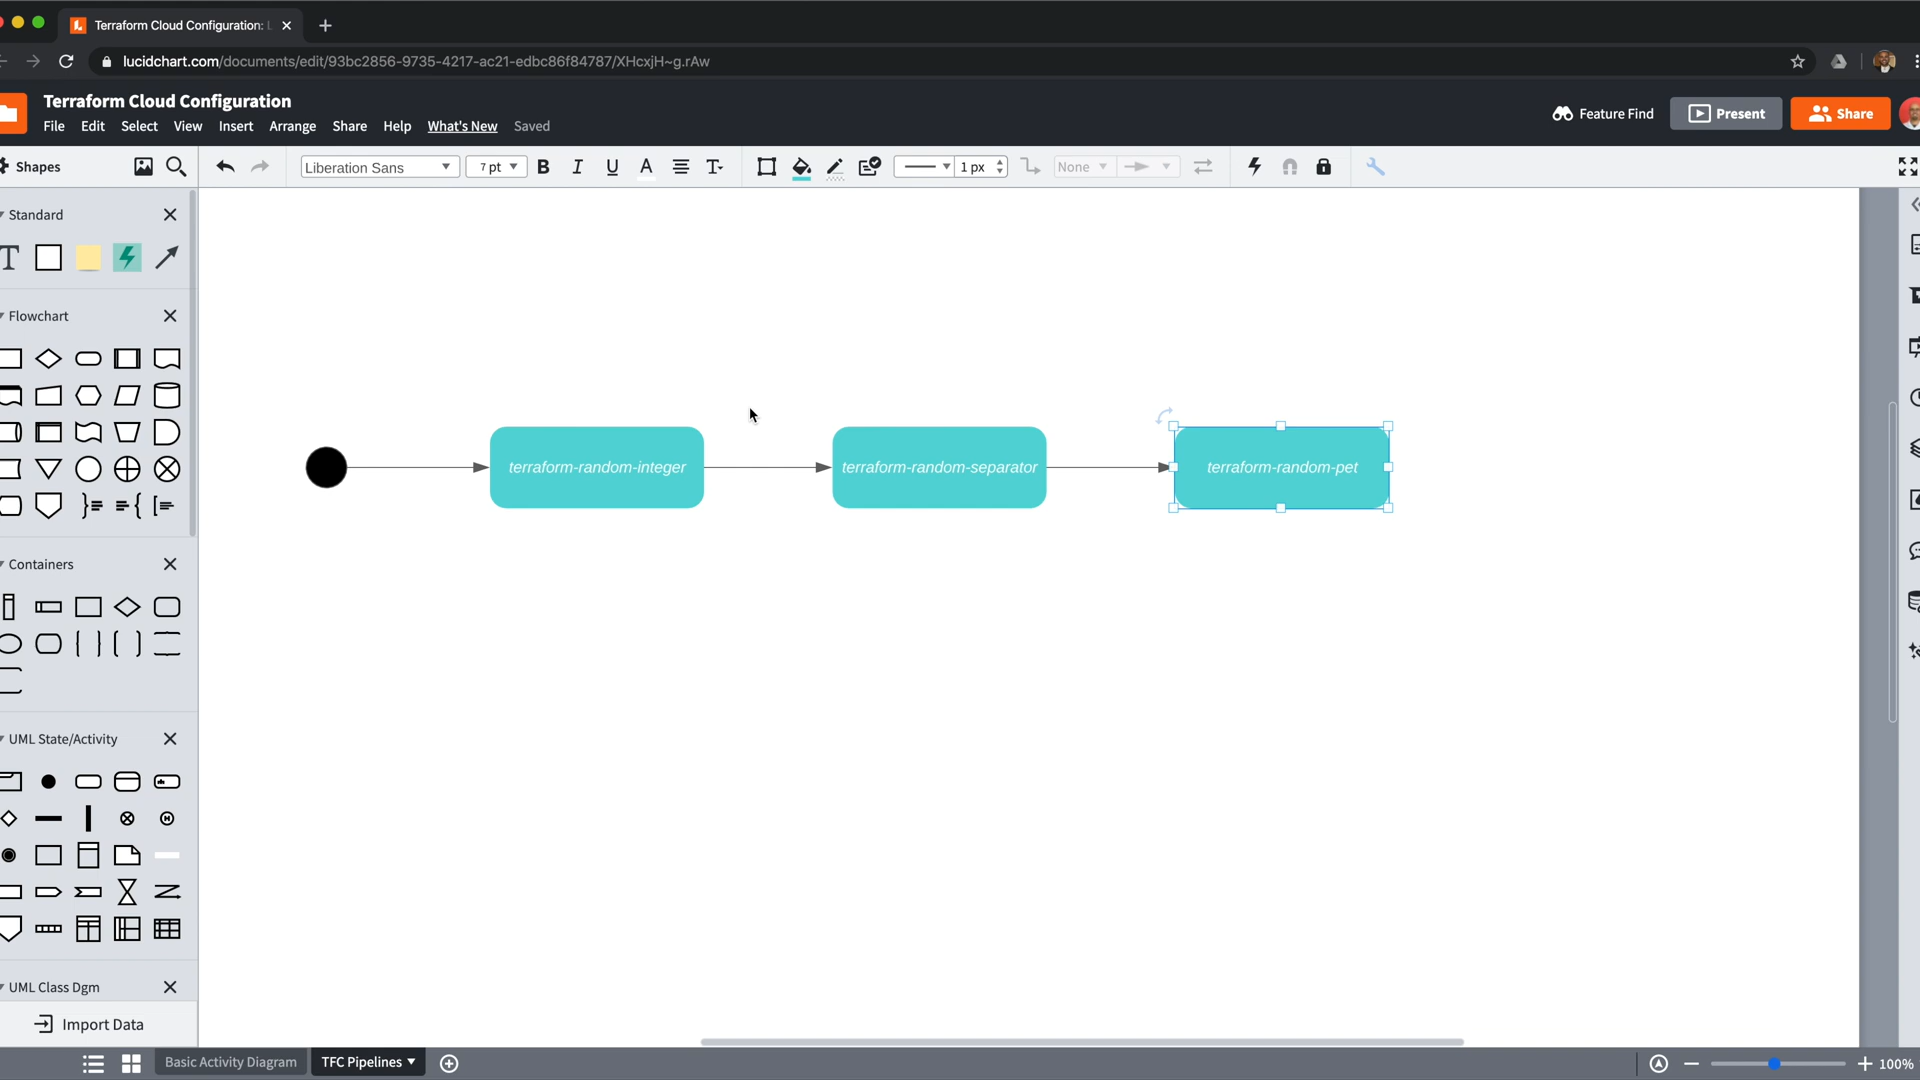 Terraform Cloud Configuration: L
lucidchart.com/documents/edit/93bc2856-9735-4217-ac21-edbc86f84787/XHcxjH~g.rAw
Terraform Cloud Configuration
File Edit Select View Insert Arrange Share Help What's New Saved
Feature Find
Present
Share
Shapes
Liberation Sans
7 pt
B I U A T
1 px
None
Standard
T
Flowchart
Containers
UML State/Activity
UML Class Dgm
Import Data
terraform-random-integer
terraform-random-separator
terraform-random-pet
Basic Activity Diagram
TFC Pipelines
100%